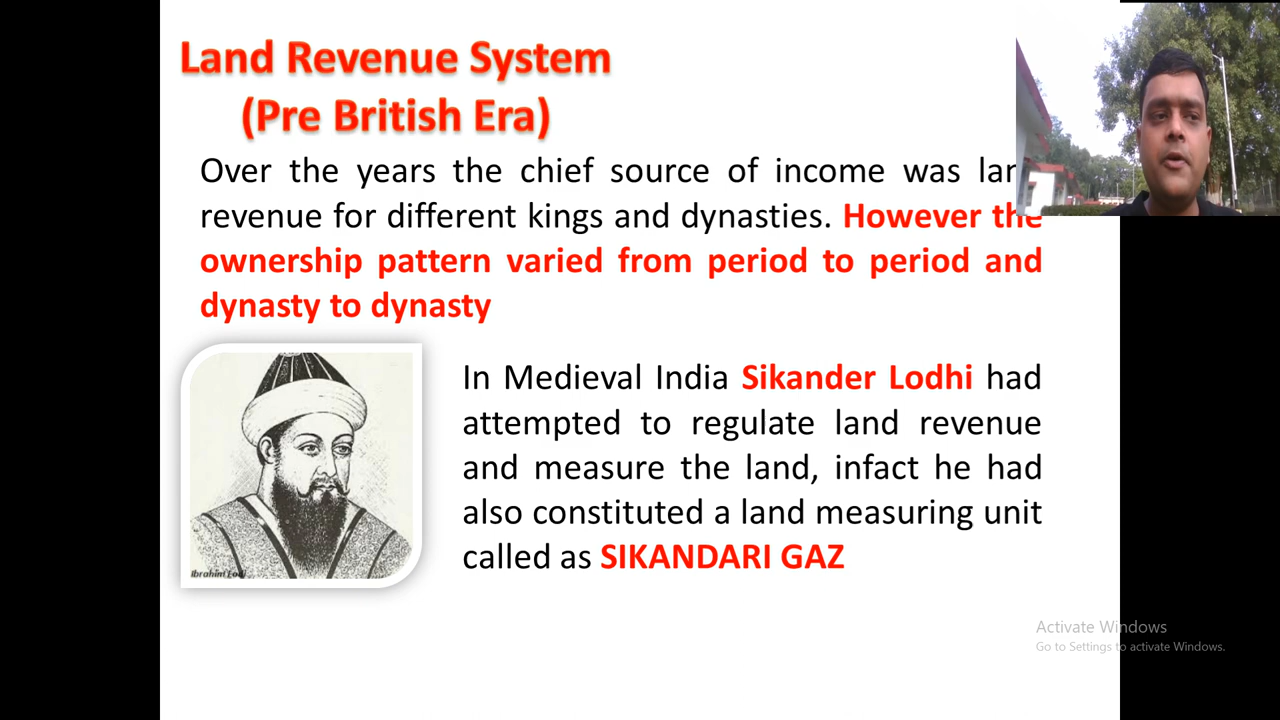 Land Revenue System
(Pre British Era)
Over the years the chief source of income was
revenue for different kings and dynasties. However the
ownership pattern varied from period to period and
dynasty to dynasty
In Medieval India Sikander Lodhi had
attempted to regulate land revenue
and measure the land, infact he had
also constituted a land measuring unit
called as SIKANDARI GAZ
Ibrahim Lodi
Activate Windows
Go to Settings to activate Windows.